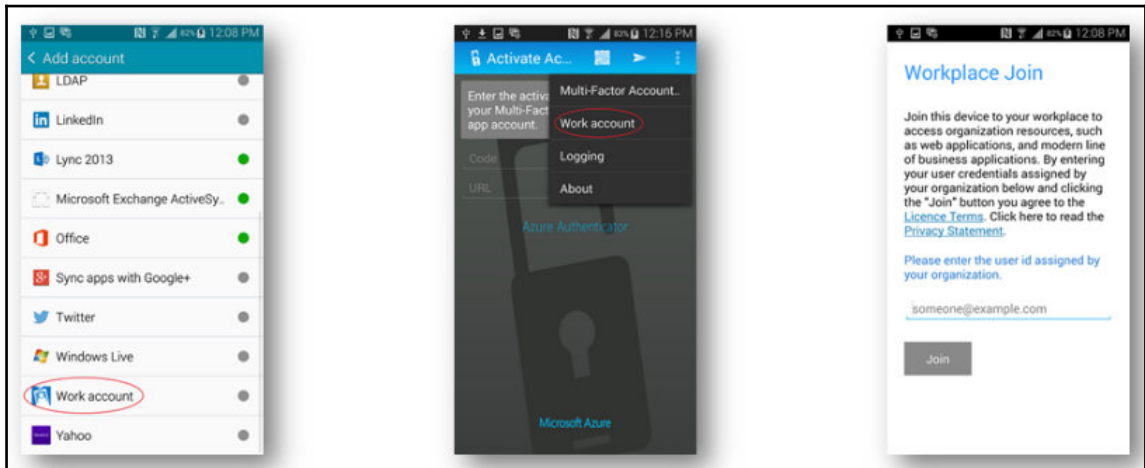 82% 12:08 PM
< Add account
LDAP
LinkedIn
Lync 2013
Microsoft Exchange ActiveSy..
Office
Sync apps with Google+
Twitter
Windows Live
Work account
Yahoo
83% 12:16 PM
Activate Ac...
Enter the activa
your Multi-Fact
app account.
Code
URL
Multi-Factor Account..
Work account
Logging
About
Azure Authenticator
Microsoft Azure
82% 12:08 PM
Workplace Join
Join this device to your workplace to
access organization resources, such
as web applications, and modern line
of business applications. By entering
your user credentials assigned by
your organization below and clicking
the "Join" button you agree to the
Licence Terms. Click here to read the
Privacy Statement.
Please enter the user id assigned by
your organization.
someone@example.com
Join